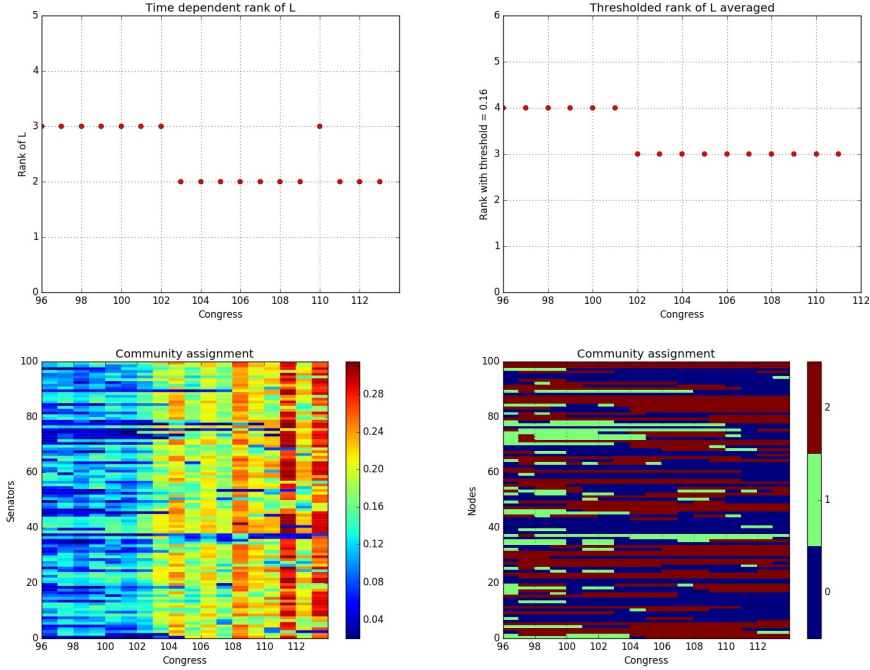 Time dependent rank of L
5
4
3
2
1
0
Rank of L
96 98 100 102 104 106 108 110 112
Congress
Thresholded rank of L averaged
6
5
4
3
2
1
0
Rank with threshold = 0.16
96 98 100 102 104 106 108 110 112
Congress
Community assignment
100
80
60
40
20
0
Senators
96 98 100 102 104 106 108 110 112
Congress
0.28
0.24
0.20
0.16
0.12
0.08
0.04
Community assignment
100
80
60
40
20
0
Nodes
96 98 100 102 104 106 108 110 112
Congress
2
1
0